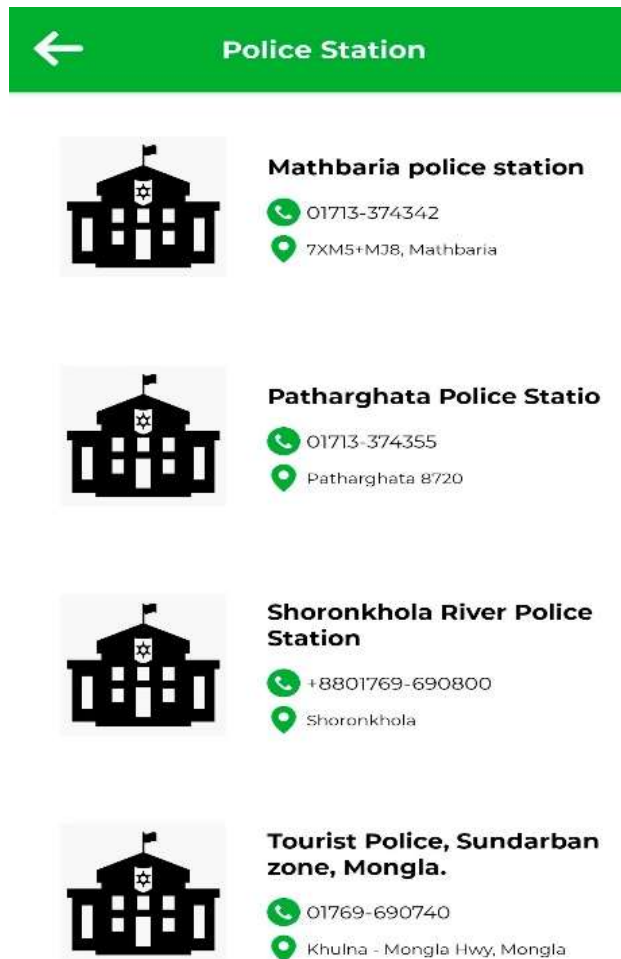 Police Station
Mathbaria police station
01713-374342
7XM5+MJ8, Mathbaria
Patharghata Police Statio
01713-374355
Patharghata 8720
Shoronkhola River Police
Station
+8801769-690800
Shoronkhola
Tourist Police, Sundarban
zone, Mongla.
01769-690740
Khulna - Mongla Hwy, Mongla